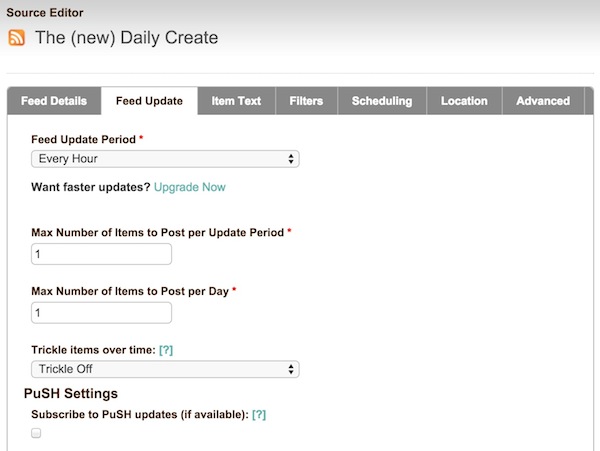 Source Editor
The (new) Daily Create
Feed Details Feed Update Item Text Filters Scheduling Location Advanced
Feed Update Period *
Every Hour
Want faster updates? Upgrade Now
Max Number of Items to Post per Update Period *
1
Max Number of Items to Post per Day *
1
Trickle items over time: [?]
Trickle Off
PuSH Settings
Subscribe to PuSH updates (if available): [?]